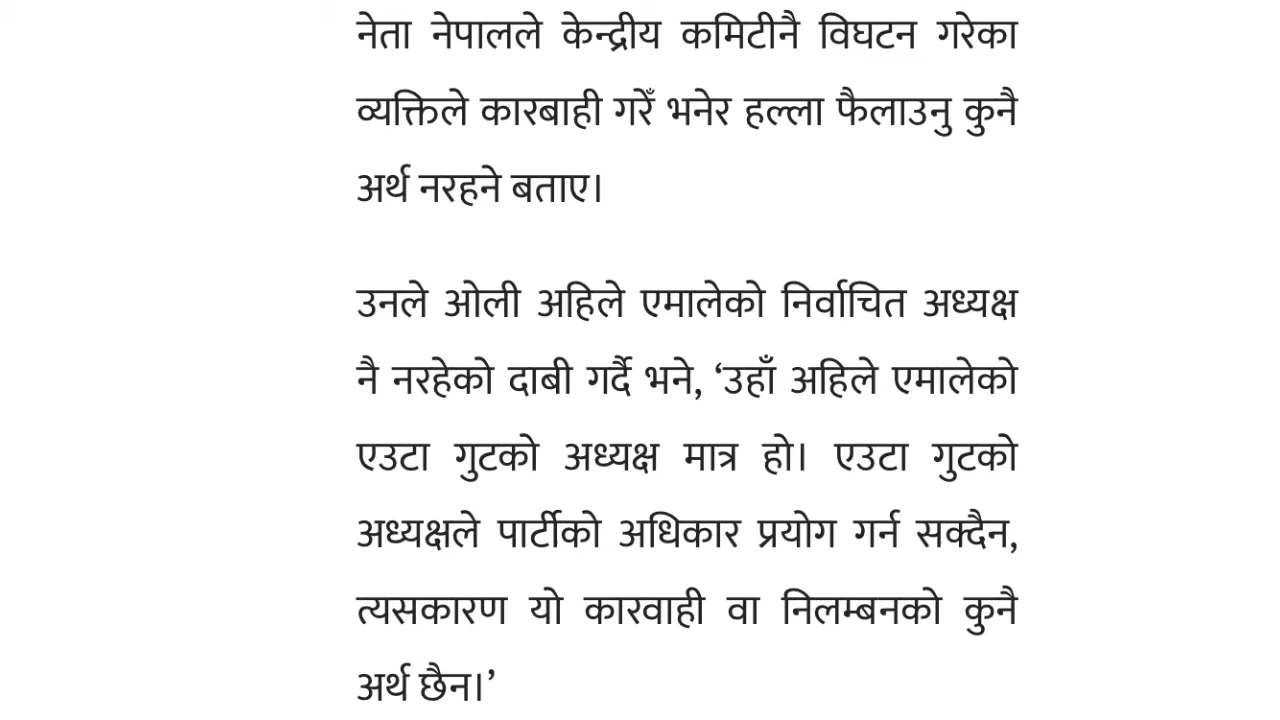 नेता नेपालले केन्द्रीय कमिटीनै विघटन गरेका
व्यक्तिले कारबाही गरेँ भनेर हल्ला फैलाउनु कुनै
अर्थ नरहने बताए।
उनले ओली अहिले एमालेको निर्वाचित अध्यक्ष
नै नरहेको दाबी गर्दै भने, ‘उहाँ अहिले एमालेको
एउटा गुटको अध्यक्ष मात्र हो। एउटा गुटको
अध्यक्षले पार्टीको अधिकार प्रयोग गर्न सक्दैन,
त्यसकारण यो कारवाही वा निलम्बनको कुनै
अर्थ छैन।’